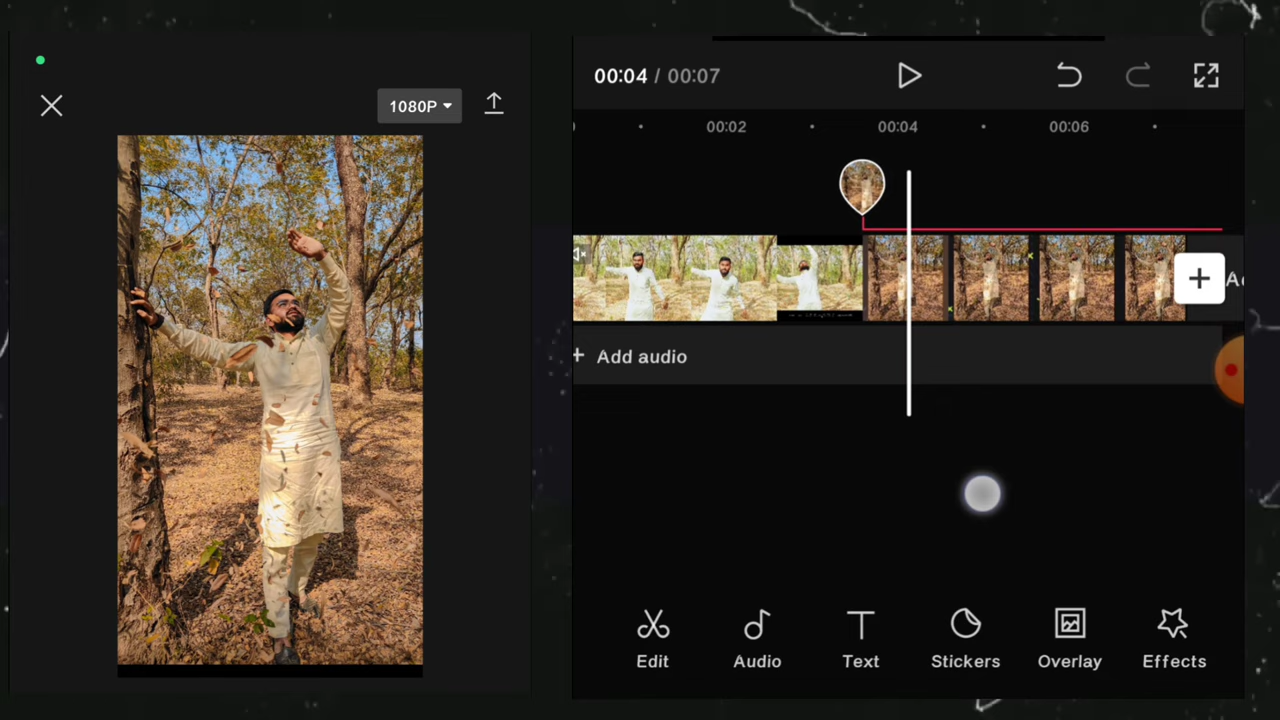 1080P
00:04 / 00:07
00:02
00:04
00:06
+ Add audio
Edit
Audio
Text
Stickers
Overlay
Effects